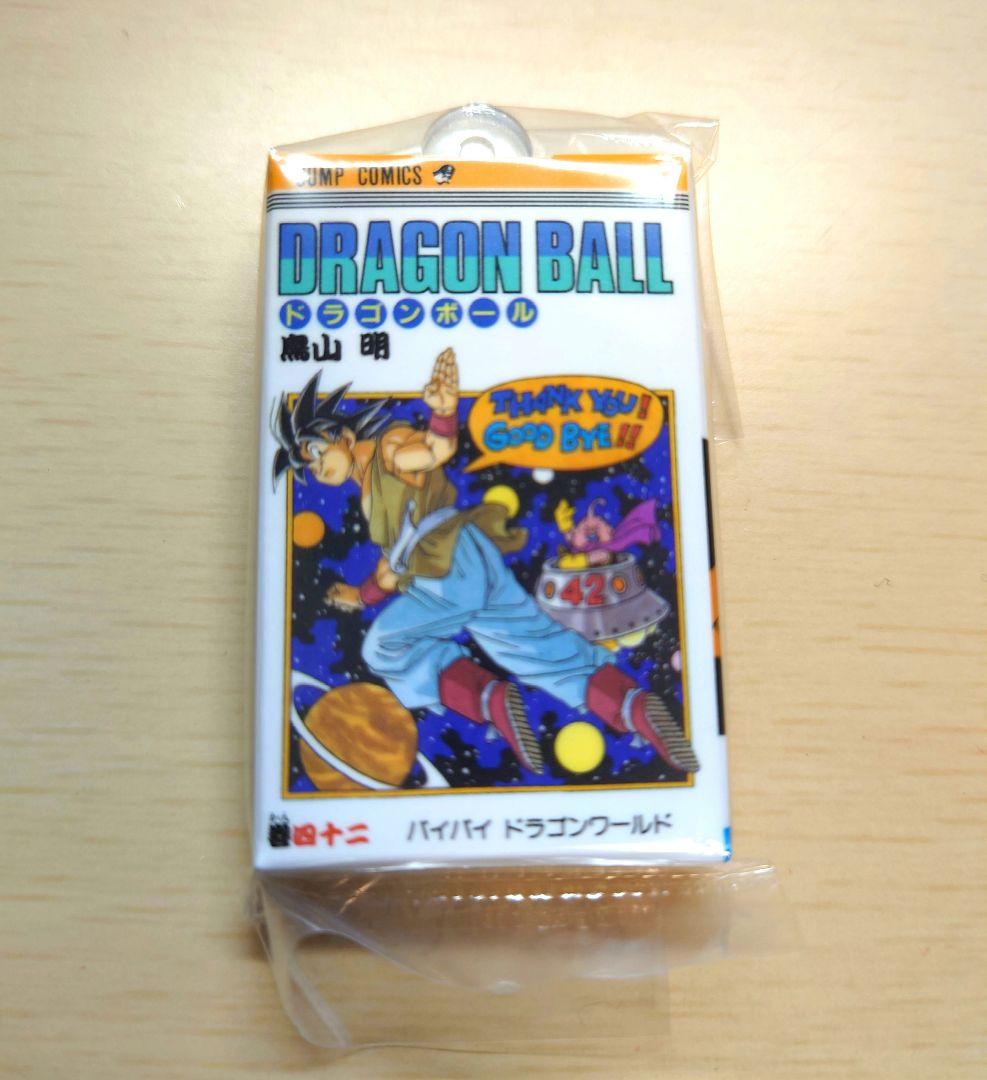 JUMP COMICS
DRAGON BALL
ドラゴンボール
鳥山 明
THANK YOU!
GOOD BYE!!
42
巻四十二
バイバイ ドラゴンワールド